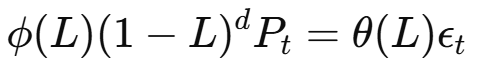 ϕ(L)(1 − L)^d P_t = θ(L)ϵ_t